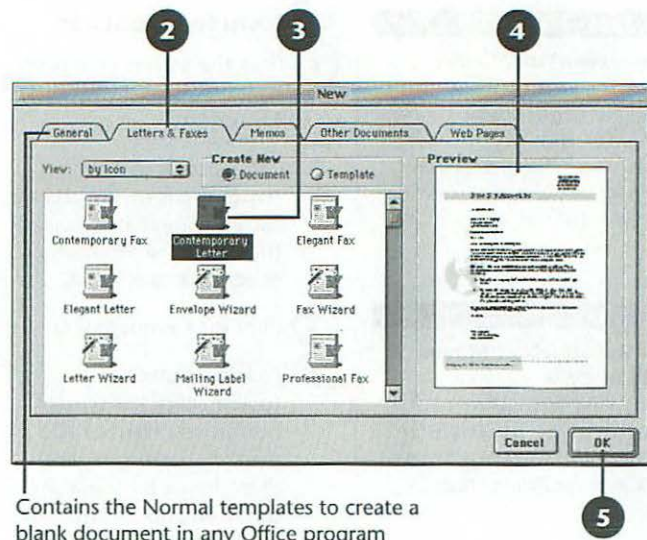 2 3 4
New
General Letters & Faxes Memos Other Documents Web Pages
View: by Icon Create New Preview
Document Template
Contemporary Fax Contemporary Letter Elegant Fax
Elegant Letter Envelope Wizard Fax Wizard
Letter Wizard Mailing Label Wizard Professional Fax
Cancel OK
5
Contains the Normal templates to create a
blank document in any Office program